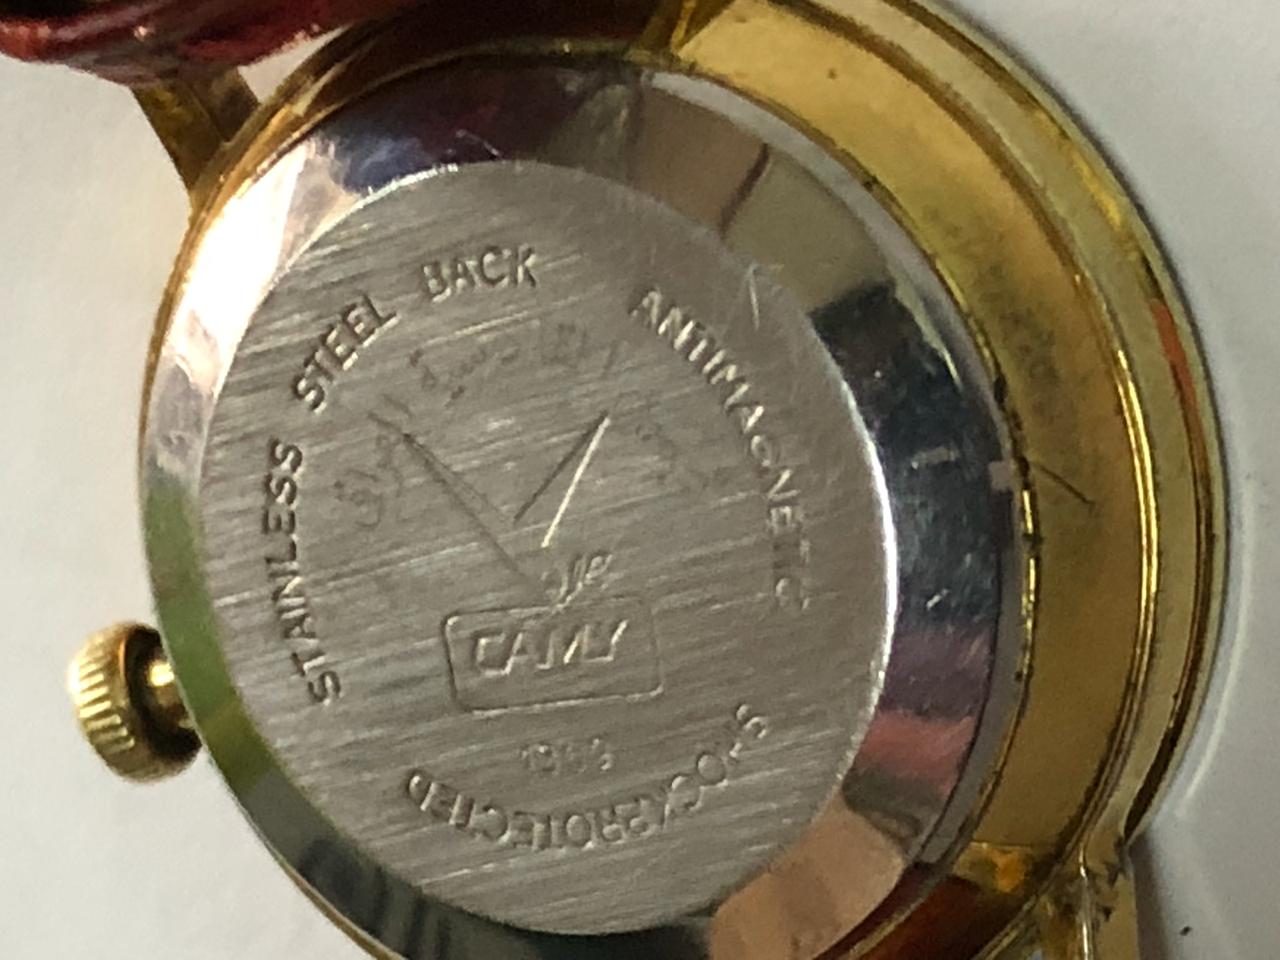 STAINLESS STEEL BACK
ANTIMAGNETIC
CAMY
SHOCKPROTECTED